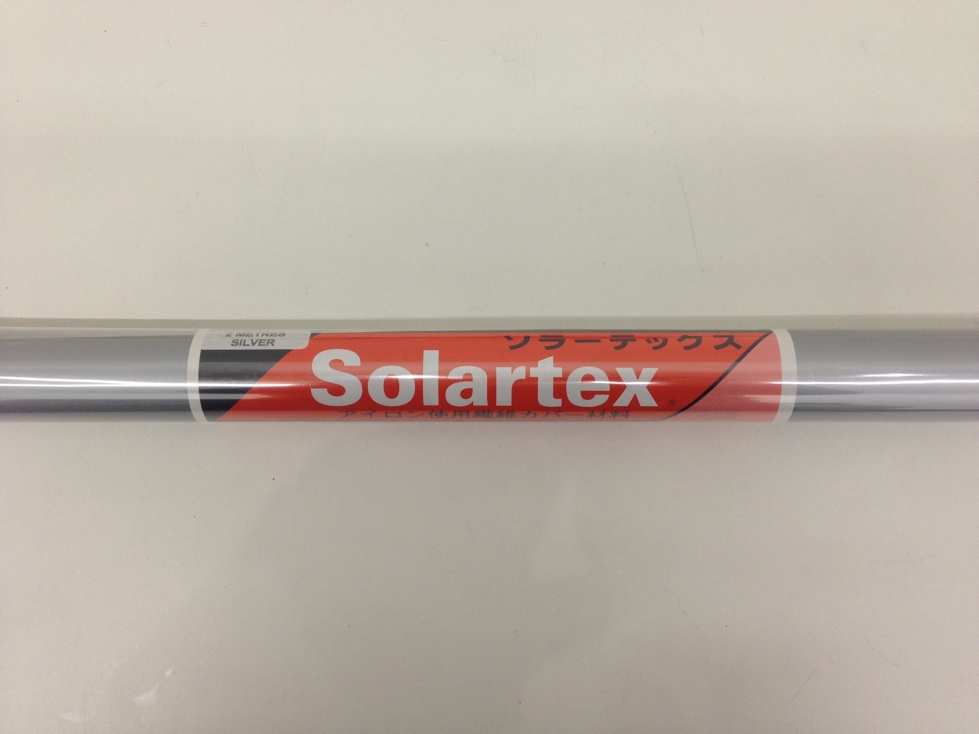 2 METRES
SILVER
ソラーテックス
Solartex
®
アイロン使用繊維カバー材料